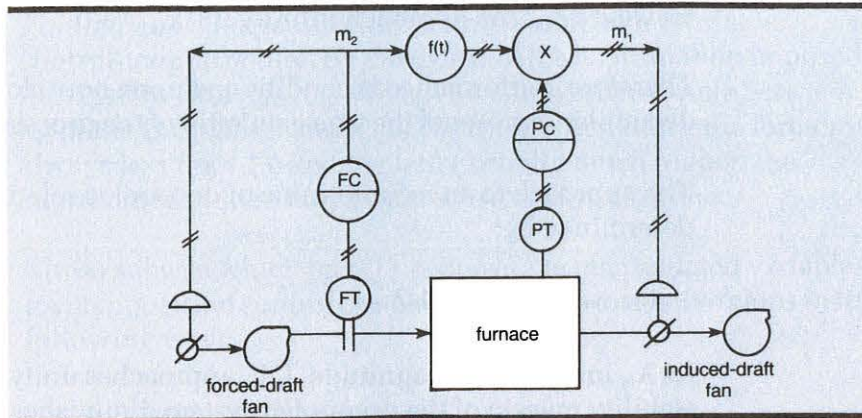 m₂ f(t) X m₁
FC PC
PT
FT
furnace
forced-draft
fan
induced-draft
fan